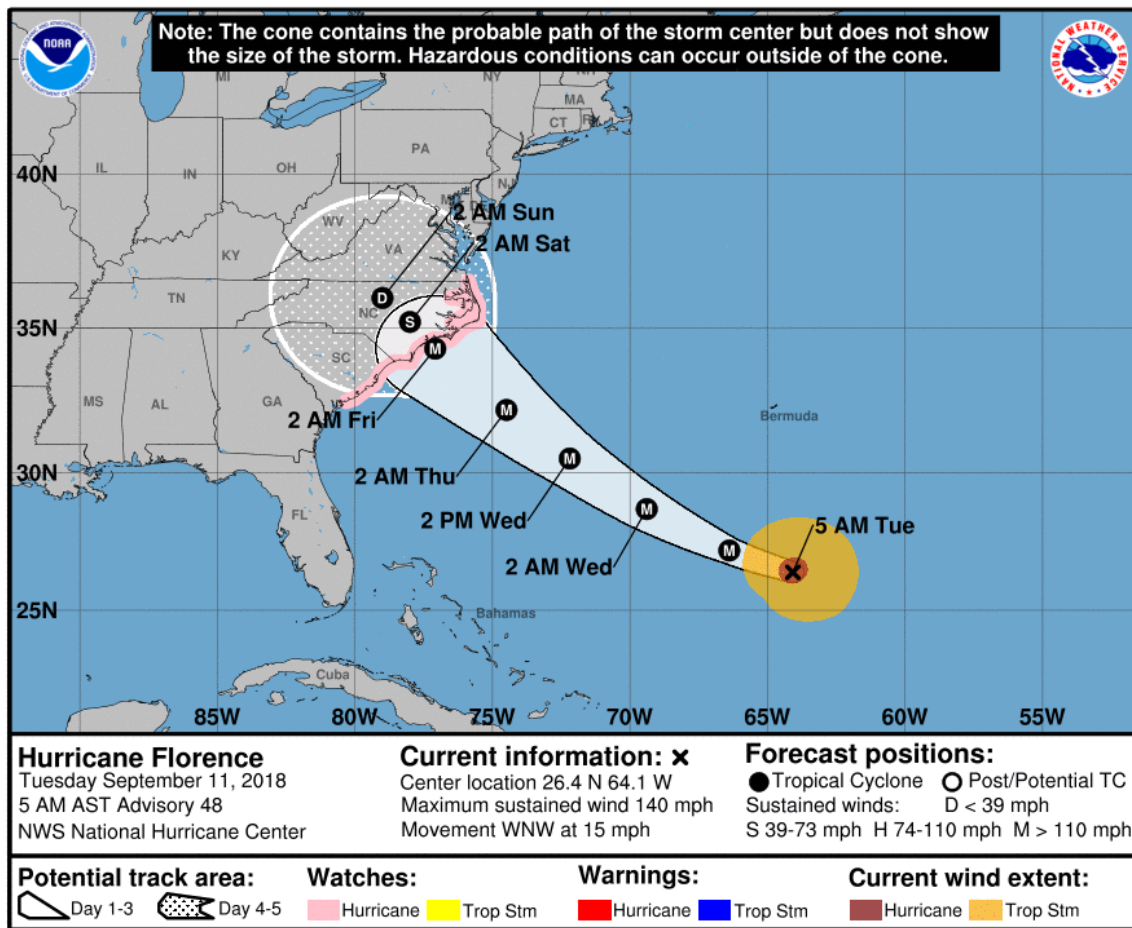 Note: The cone contains the probable path of the storm center but does not show
the size of the storm. Hazardous conditions can occur outside of the cone.
NOAA
NATIONAL WEATHER SERVICE
MI
NY
NH
MA
CT
RI
PA
NJ
40N
IL
IN
OH
MD
DE
2 AM Sun
WV
2 AM Sat
VA
KY
D
TN
NC
S
35N
M
SC
MS
AL
GA
2 AM Fri
M
Bermuda
M
30N
2 AM Thu
FL
M
2 PM Wed
5 AM Tue
M
2 AM Wed
25N
Bahamas
Cuba
85W 80W 75W 70W 65W 60W 55W
Hurricane Florence
Tuesday September 11, 2018
5 AM AST Advisory 48
NWS National Hurricane Center
Current information: ×
Center location 26.4 N 64.1 W
Maximum sustained wind 140 mph
Movement WNW at 15 mph
Forecast positions:
Tropical Cyclone Post/Potential TC
Sustained winds: D < 39 mph
S 39-73 mph H 74-110 mph M > 110 mph
Potential track area:
Day 1-3 Day 4-5
Watches:
Hurricane Trop Stm
Warnings:
Hurricane Trop Stm
Current wind extent:
Hurricane Trop Stm